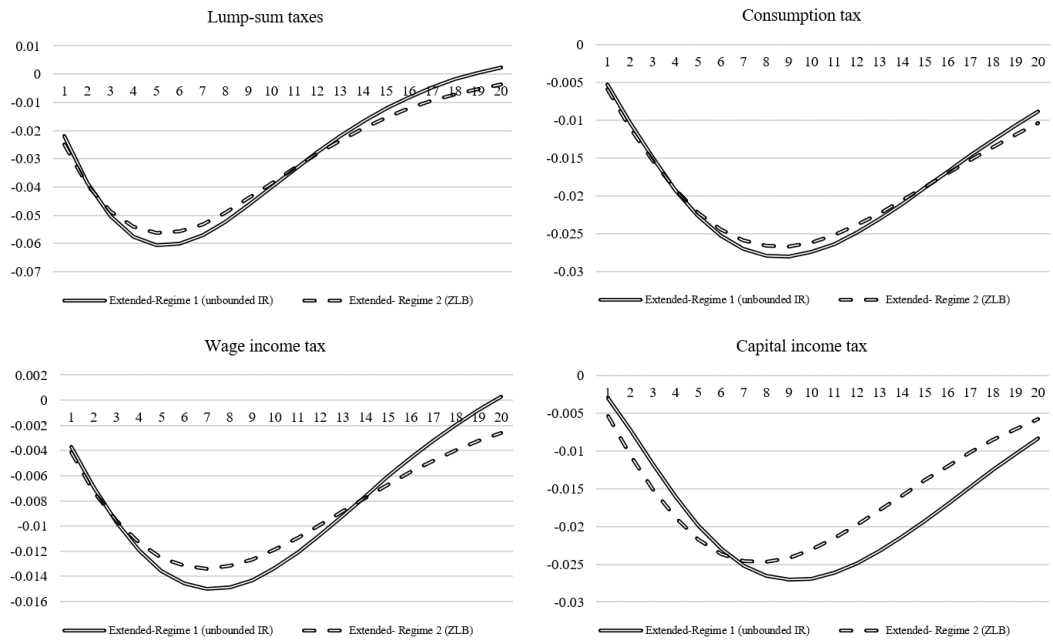 Lump-sum taxes
0.01
0
-0.01
-0.02
-0.03
-0.04
-0.05
-0.06
-0.07
1 2 3 4 5 6 7 8 9 10 11 12 13 14 15 16 17 18 19 20
Extended-Regime 1 (unbounded IR) Extended- Regime 2 (ZLB)
Consumption tax
0
-0.005
-0.01
-0.015
-0.02
-0.025
-0.03
1 2 3 4 5 6 7 8 9 10 11 12 13 14 15 16 17 18 19 20
Extended-Regime 1 (unbounded IR) Extended- Regime 2 (ZLB)
Wage income tax
0.002
0
-0.002
-0.004
-0.006
-0.008
-0.01
-0.012
-0.014
-0.016
1 2 3 4 5 6 7 8 9 10 11 12 13 14 15 16 17 18 19 20
Extended-Regime 1 (unbounded IR) Extended- Regime 2 (ZLB)
Capital income tax
0
-0.005
-0.01
-0.015
-0.02
-0.025
-0.03
1 2 3 4 5 6 7 8 9 10 11 12 13 14 15 16 17 18 19 20
Extended-Regime 1 (unbounded IR) Extended- Regime 2 (ZLB)